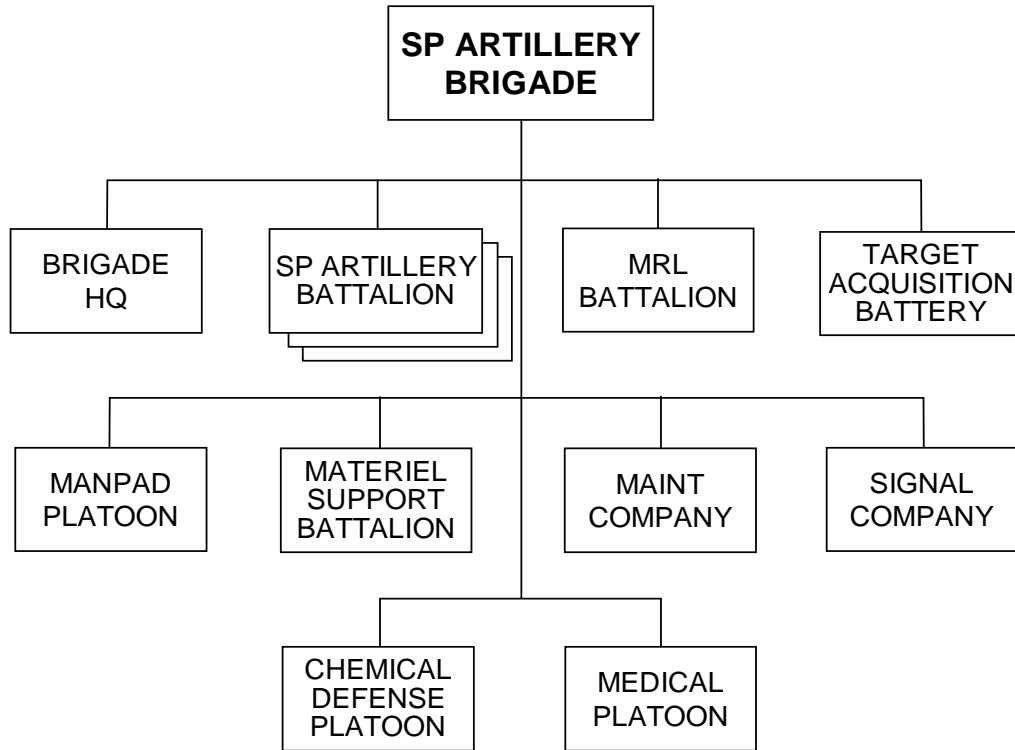 SP ARTILLERY
BRIGADE
BRIGADE
HQ
SP ARTILLERY
BATTALION
MRL
BATTALION
TARGET
ACQUISITION
BATTERY
MANPAD
PLATOON
MATERIEL
SUPPORT
BATTALION
MAINT
COMPANY
SIGNAL
COMPANY
CHEMICAL
DEFENSE
PLATOON
MEDICAL
PLATOON